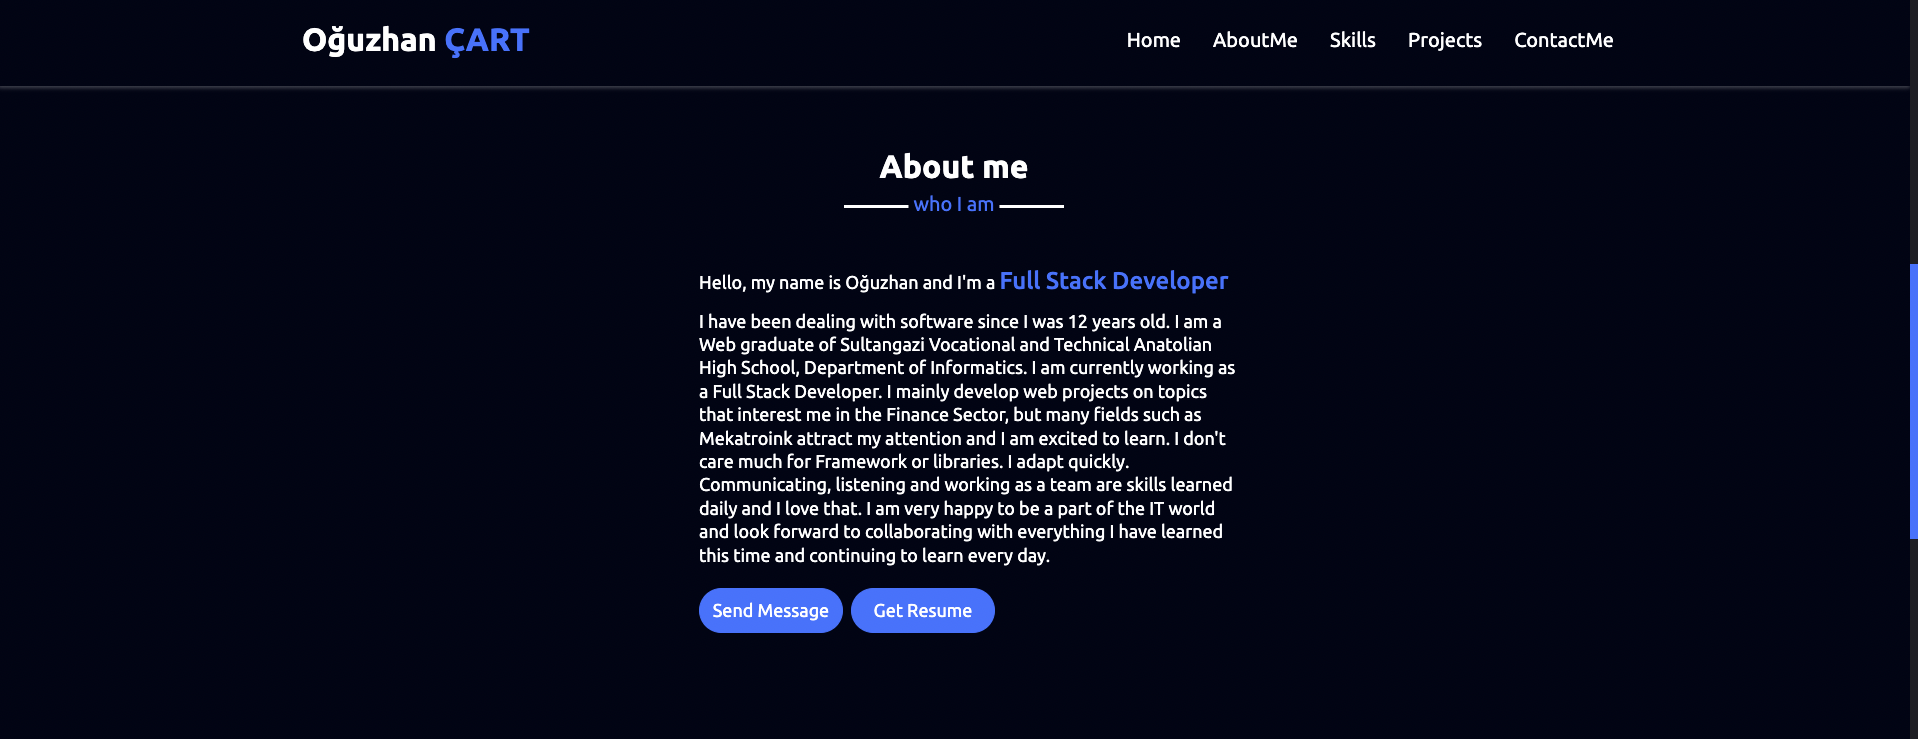 Oğuzhan ÇART
Home AboutMe Skills Projects ContactMe
About me
who I am
Hello, my name is Oğuzhan and I'm a Full Stack Developer
I have been dealing with software since I was 12 years old. I am a
Web graduate of Sultangazi Vocational and Technical Anatolian
High School, Department of Informatics. I am currently working as
a Full Stack Developer. I mainly develop web projects on topics
that interest me in the Finance Sector, but many fields such as
Mekatroink attract my attention and I am excited to learn. I don't
care much for Framework or libraries. I adapt quickly.
Communicating, listening and working as a team are skills learned
daily and I love that. I am very happy to be a part of the IT world
and look forward to collaborating with everything I have learned
this time and continuing to learn every day.
Send Message Get Resume